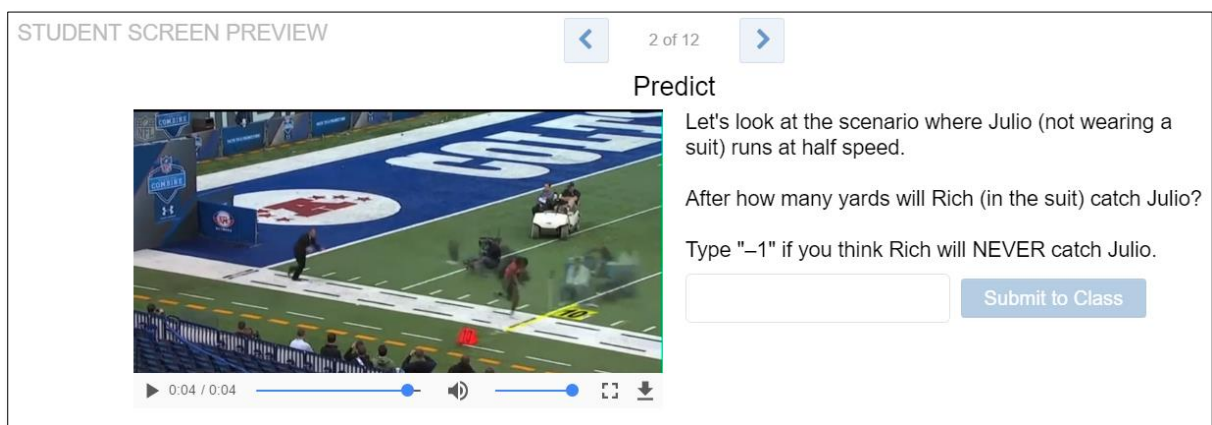 STUDENT SCREEN PREVIEW
2 of 12
Predict
Let's look at the scenario where Julio (not wearing a
suit) runs at half speed.
After how many yards will Rich (in the suit) catch Julio?
Type "–1" if you think Rich will NEVER catch Julio.
Submit to Class
COMBINE
COMBINE
10
0:04 / 0:04